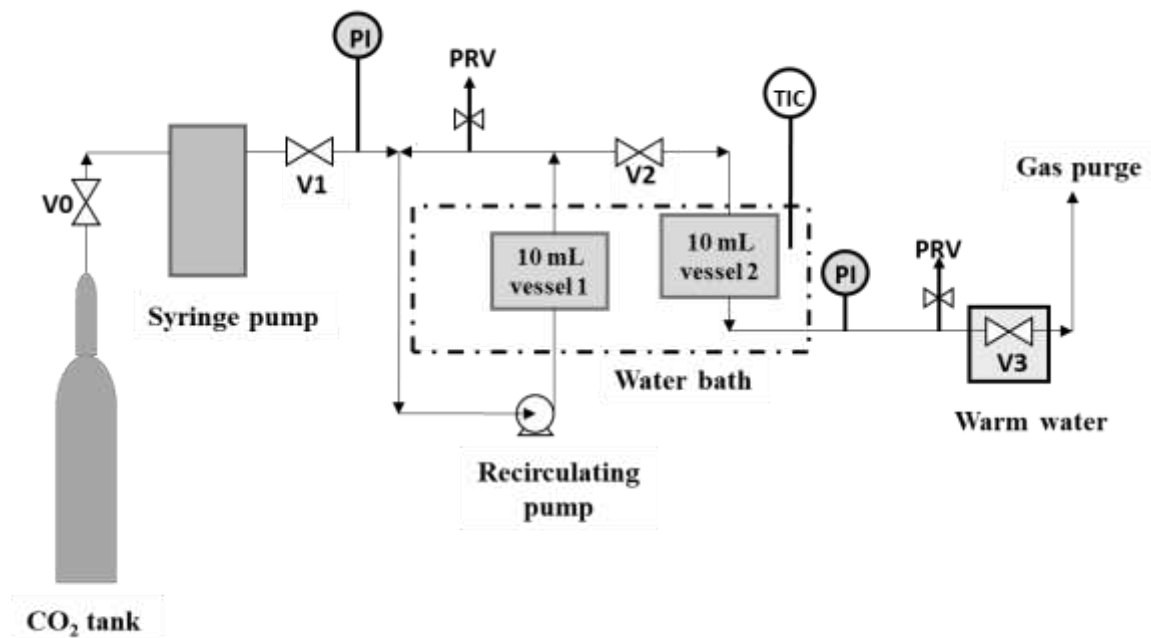 PI
PRV
TIC
V0
V1
V2
Gas purge
10 mL
vessel 1
10 mL
vessel 2
PI
PRV
Syringe pump
V3
Water bath
Warm water
Recirculating
pump
CO₂ tank